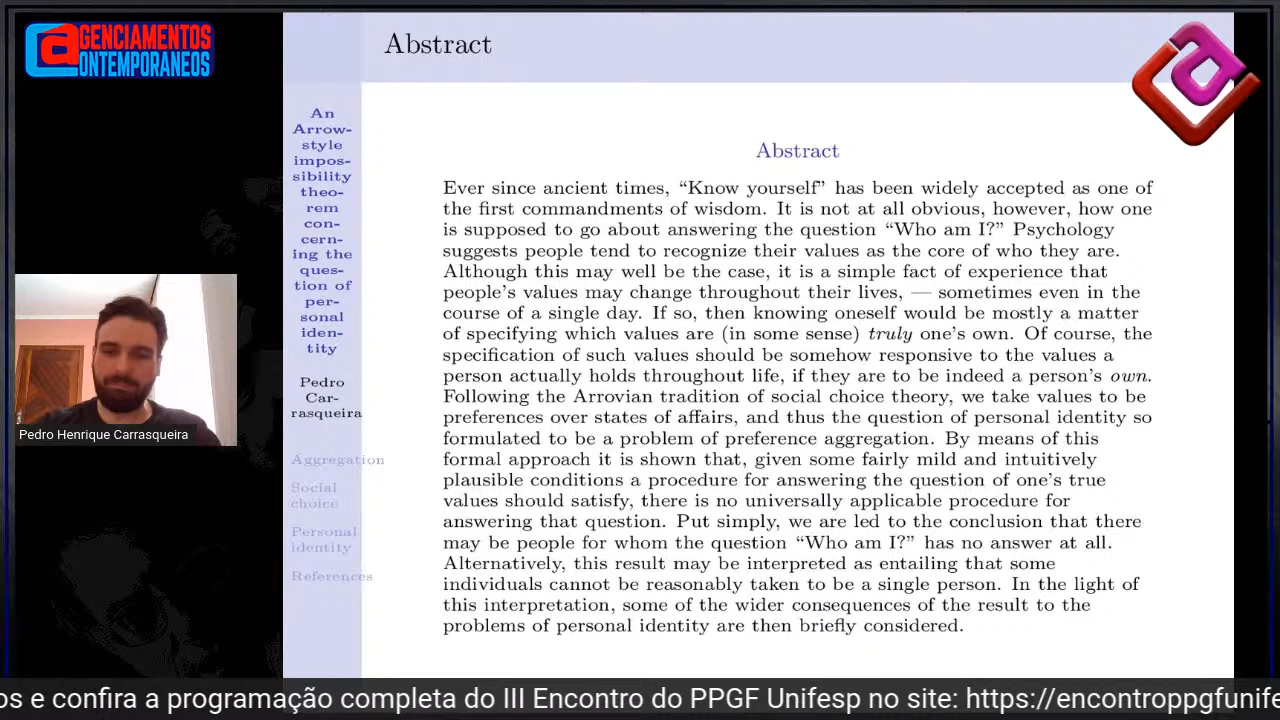 AGENCIAMENTOS
CONTEMPORANEOS
Abstract
An
Arrow-
style
impos-
sibility
theo-
rem
con-
cern-
ing the
ques-
tion of
per-
sonal
iden-
tity
Pedro
Car-
rasqueira
Aggregation
Social
choice
Personal
identity
References
Abstract
Ever since ancient times, “Know yourself” has been widely accepted as one of
the first commandments of wisdom. It is not at all obvious, however, how one
is supposed to go about answering the question “Who am I?” Psychology
suggests people tend to recognize their values as the core of who they are.
Although this may well be the case, it is a simple fact of experience that
people’s values may change throughout their lives, — sometimes even in the
course of a single day. If so, then knowing oneself would be mostly a matter
of specifying which values are (in some sense) truly one’s own. Of course, the
specification of such values should be somehow responsive to the values a
person actually holds throughout life, if they are to be indeed a person’s own.
Following the Arrovian tradition of social choice theory, we take values to be
preferences over states of affairs, and thus the question of personal identity so
formulated to be a problem of preference aggregation. By means of this
formal approach it is shown that, given some fairly mild and intuitively
plausible conditions a procedure for answering the question of one’s true
values should satisfy, there is no universally applicable procedure for
answering that question. Put simply, we are led to the conclusion that there
may be people for whom the question “Who am I?” has no answer at all.
Alternatively, this result may be interpreted as entailing that some
individuals cannot be reasonably taken to be a single person. In the light of
this interpretation, some of the wider consequences of the result to the
problems of personal identity are then briefly considered.
Pedro Henrique Carrasqueira
os e confira a programação completa do III Encontro do PPGF Unifesp no site: https://encontroppgfunife